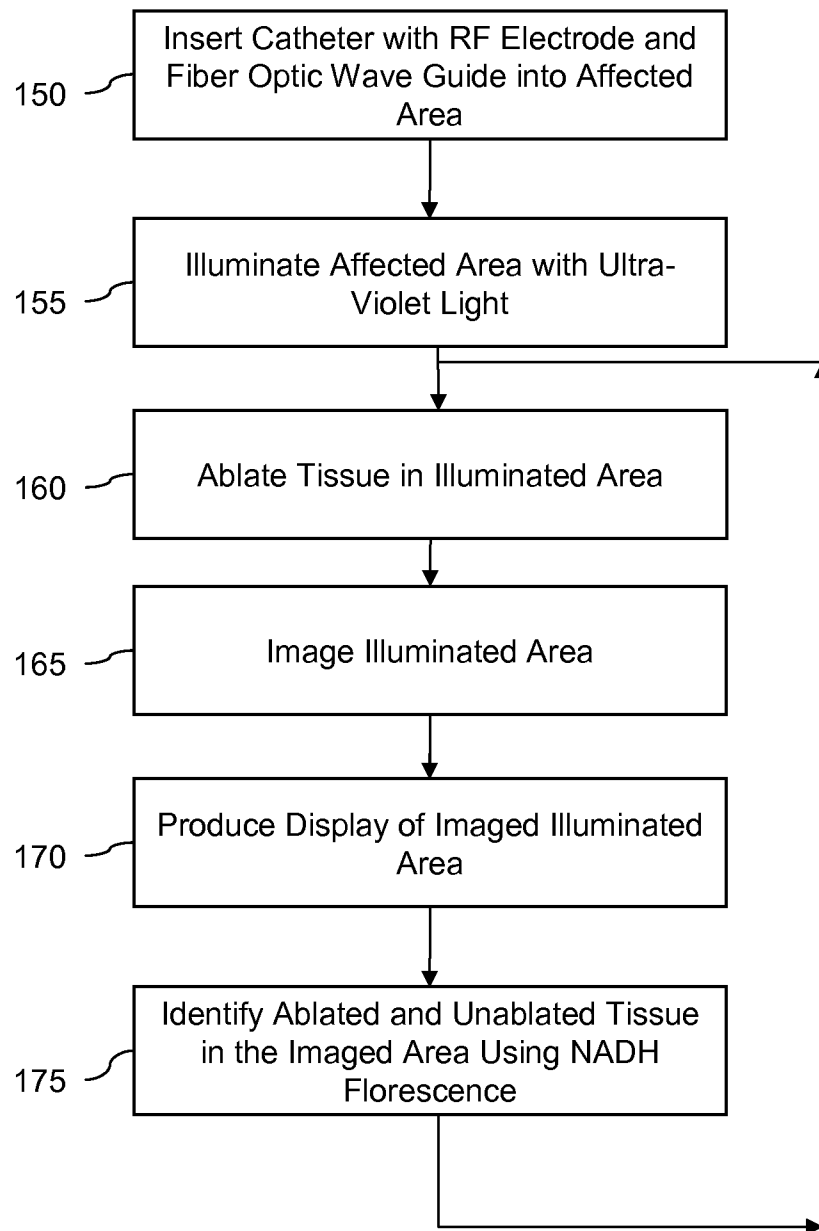 Insert Catheter with RF Electrode and
Fiber Optic Wave Guide into Affected
Area
150
Illuminate Affected Area with Ultra-
Violet Light
155
Ablate Tissue in Illuminated Area
160
Image Illuminated Area
165
Produce Display of Imaged Illuminated
Area
170
Identify Ablated and Unablated Tissue
in the Imaged Area Using NADH
Florescence
175